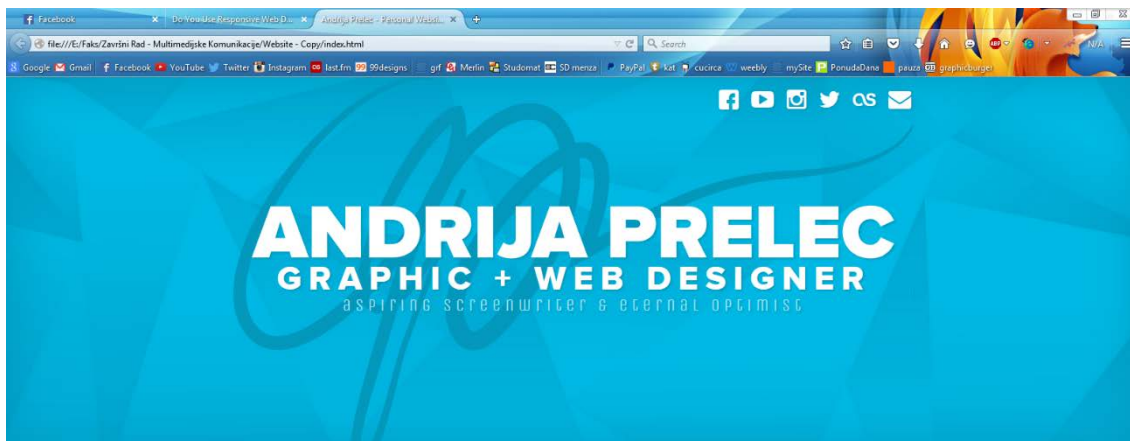 Facebook
Do You Use Responsive Web D...
Andrija Prelec - Personal Websi...
file:///E:/Faks/Završni Rad - Multimedijske Komunikacije/Website - Copy/index.html
Search
ABP
N/A
Google Gmail Facebook YouTube Twitter Instagram last.fm 99designs grf Merlin Studomat SD menza PayPal kat cucirca weebly mySite PonudaDana pauza graphicburger
ANDRIJA PRELEC
GRAPHIC + WEB DESIGNER
aspiring screenwriter & eternal optimist